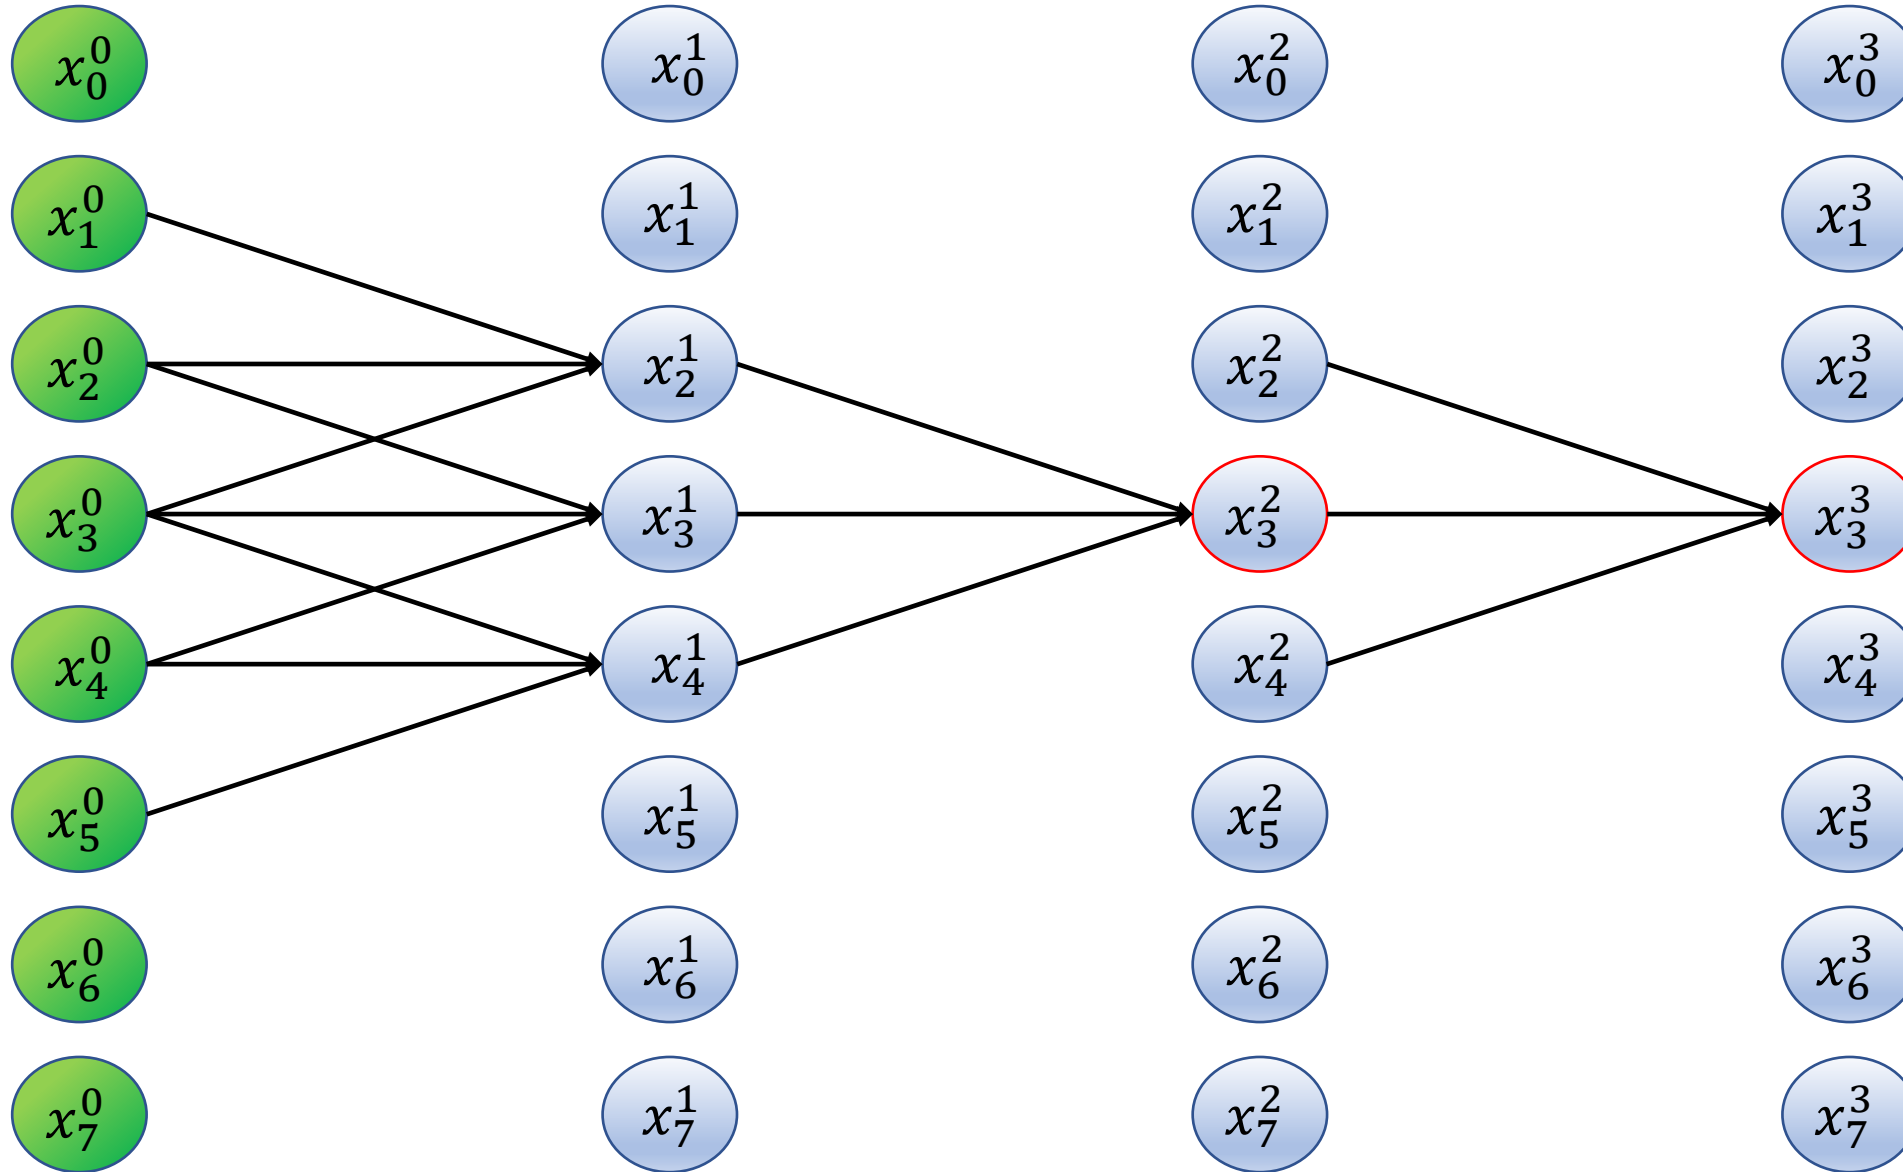 x_0^0 x_0^1 x_0^2 x_0^3
x_1^0 x_1^1 x_1^2 x_1^3
x_2^0 x_2^1 x_2^2 x_2^3
x_3^0 x_3^1 x_3^2 x_3^3
x_4^0 x_4^1 x_4^2 x_4^3
x_5^0 x_5^1 x_5^2 x_5^3
x_6^0 x_6^1 x_6^2 x_6^3
x_7^0 x_7^1 x_7^2 x_7^3